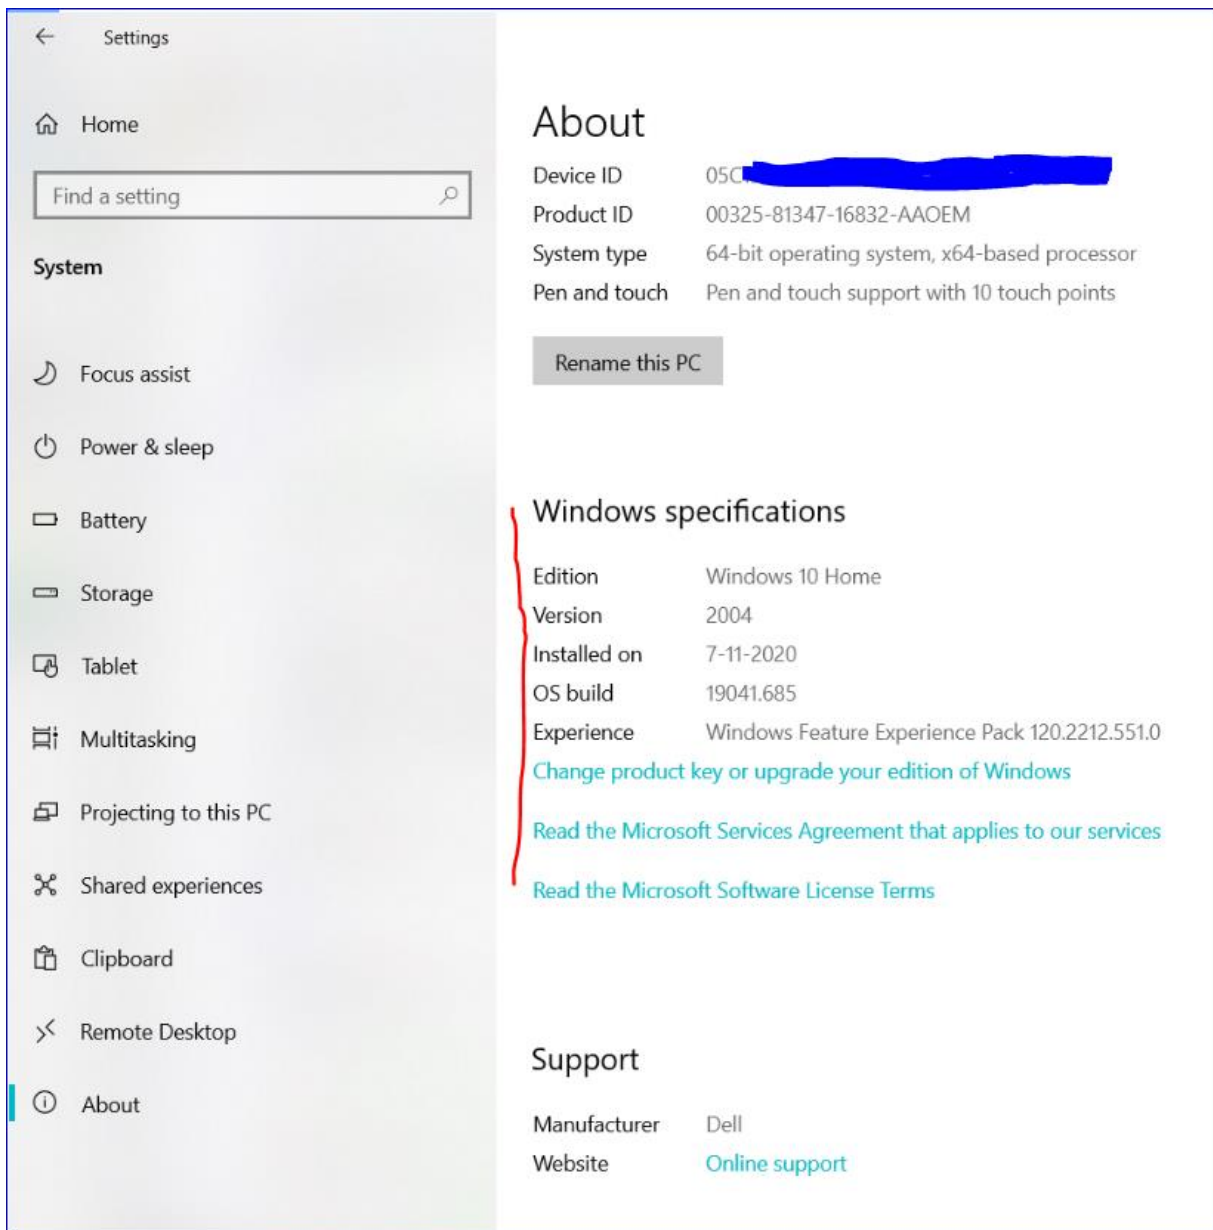 Settings
Home
Find a setting
System
Focus assist
Power & sleep
Battery
Storage
Tablet
Multitasking
Projecting to this PC
Shared experiences
Clipboard
Remote Desktop
About
About
Device ID 05C
Product ID 00325-81347-16832-AAOEM
System type 64-bit operating system, x64-based processor
Pen and touch Pen and touch support with 10 touch points
Rename this PC
Windows specifications
Edition Windows 10 Home
Version 2004
Installed on 7-11-2020
OS build 19041.685
Experience Windows Feature Experience Pack 120.2212.551.0
Change product key or upgrade your edition of Windows
Read the Microsoft Services Agreement that applies to our services
Read the Microsoft Software License Terms
Support
Manufacturer Dell
Website Online support